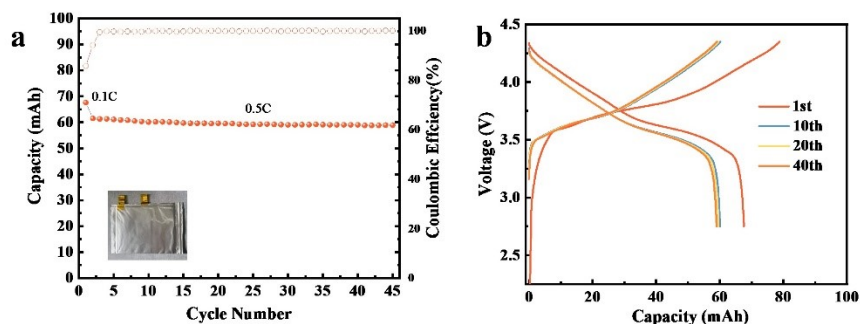 a
Capacity (mAh)
100
90
80
70
60
50
40
30
20
10
0
0.1C
0.5C
0 5 10 15 20 25 30 35 40 45
Cycle Number
100
80
60
40
20
0
Coulombic Effciency(%)
b
Voltage (V)
4.5
4.0
3.5
3.0
2.5
1st
10th
20th
40th
0 20 40 60 80 100
Capacity (mAh)